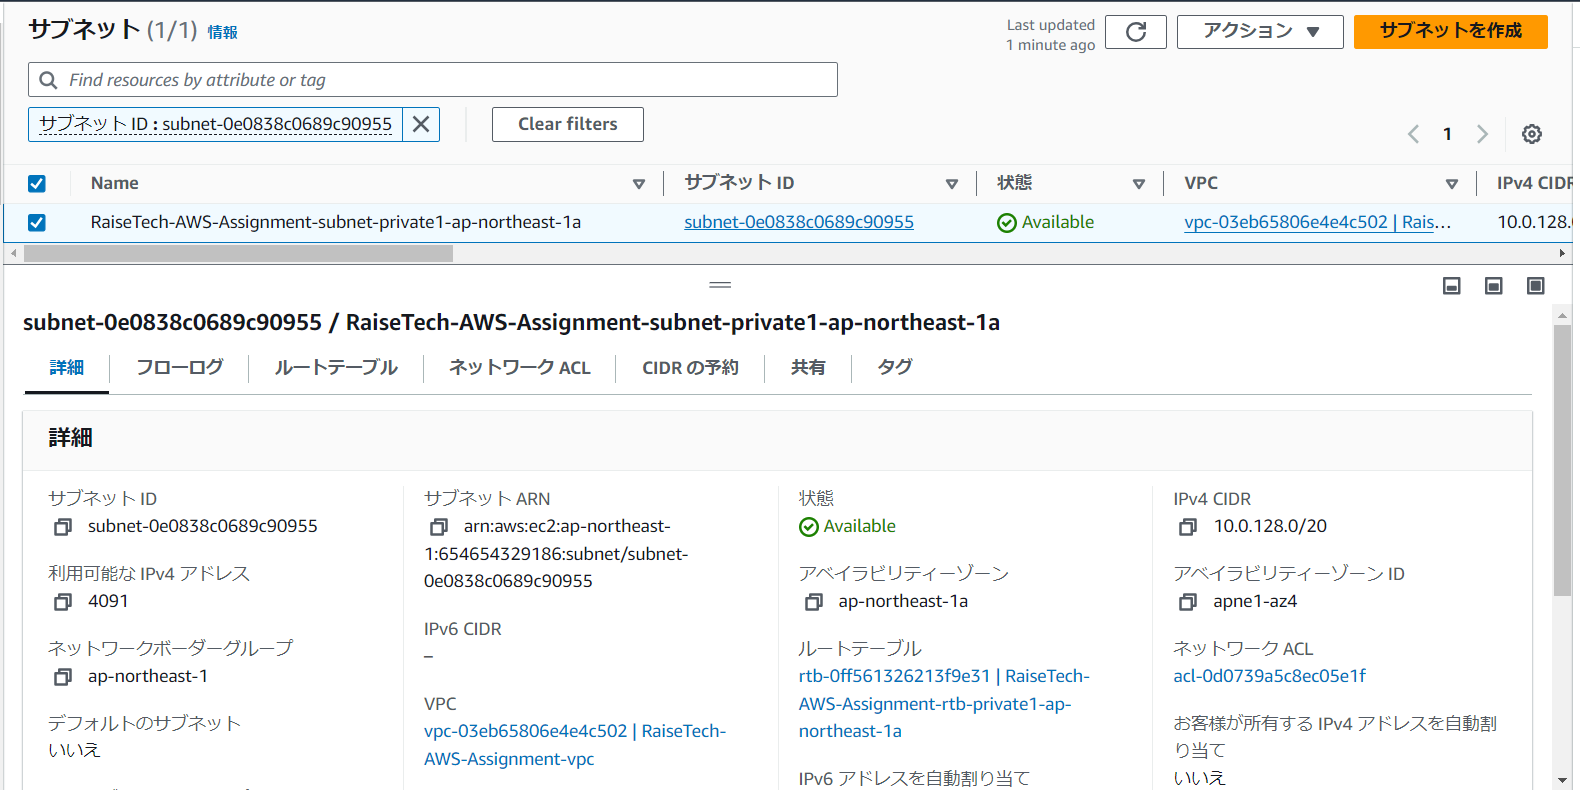 サブネット (1/1) 情報
Last updated
1 minute ago
アクション
サブネットを作成
Find resources by attribute or tag
サブネット ID : subnet-0e0838c0689c90955
Clear filters
1
Name サブネット ID 状態 VPC IPv4 CIDR
RaiseTech-AWS-Assignment-subnet-private1-ap-northeast-1a subnet-0e0838c0689c90955 Available vpc-03eb65806e4e4c502 | Rais... 10.0.128.
subnet-0e0838c0689c90955 / RaiseTech-AWS-Assignment-subnet-private1-ap-northeast-1a
詳細 フローログ ルートテーブル ネットワーク ACL CIDR の予約 共有 タグ
詳細
サブネット ID
subnet-0e0838c0689c90955
利用可能な IPv4 アドレス
4091
ネットワークボーダーグループ
ap-northeast-1
デフォルトのサブネット
いいえ
サブネット ARN
arn:aws:ec2:ap-northeast-
1:654654329186:subnet/subnet-
0e0838c0689c90955
IPv6 CIDR
–
VPC
vpc-03eb65806e4e4c502 | RaiseTech-
AWS-Assignment-vpc
状態
Available
アベイラビリティーゾーン
ap-northeast-1a
ルートテーブル
rtb-0ff561326213f9e31 | RaiseTech-
AWS-Assignment-rtb-private1-ap-
northeast-1a
IPv6 アドレスを自動割り当て
IPv4 CIDR
10.0.128.0/20
アベイラビリティーゾーン ID
apne1-az4
ネットワーク ACL
acl-0d0739a5c8ec05e1f
お客様が所有する IPv4 アドレスを自動割
り当て
いいえ